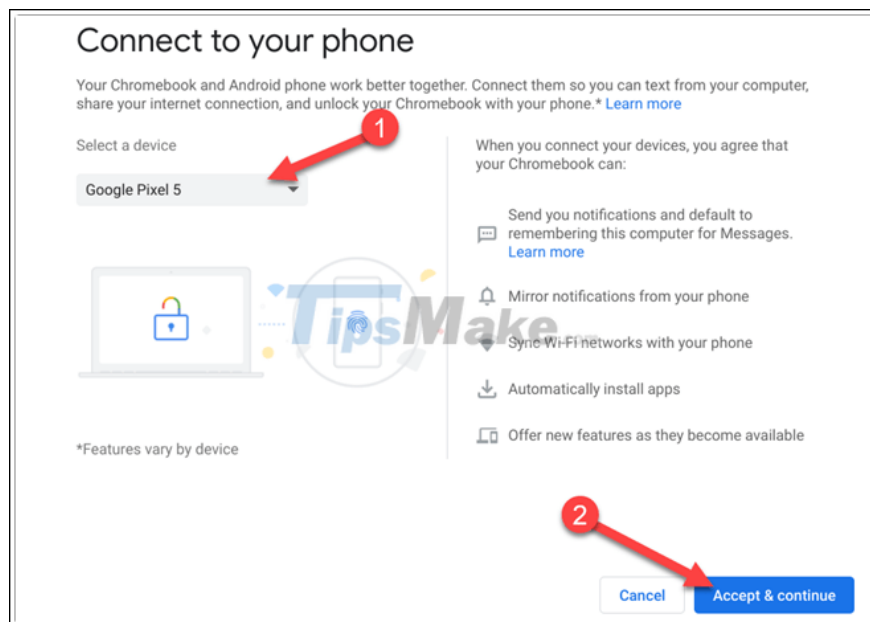 Connect to your phone
Your Chromebook and Android phone work better together. Connect them so you can text from your computer,
share your internet connection, and unlock your Chromebook with your phone.* Learn more
1
Select a device
Google Pixel 5
When you connect your devices, you agree that
your Chromebook can:
Send you notifications and default to
remembering this computer for Messages.
Learn more
Mirror notifications from your phone
TipsMake.com
Sync Wi-Fi networks with your phone
Automatically install apps
Offer new features as they become available
*Features vary by device
2
Cancel
Accept & continue